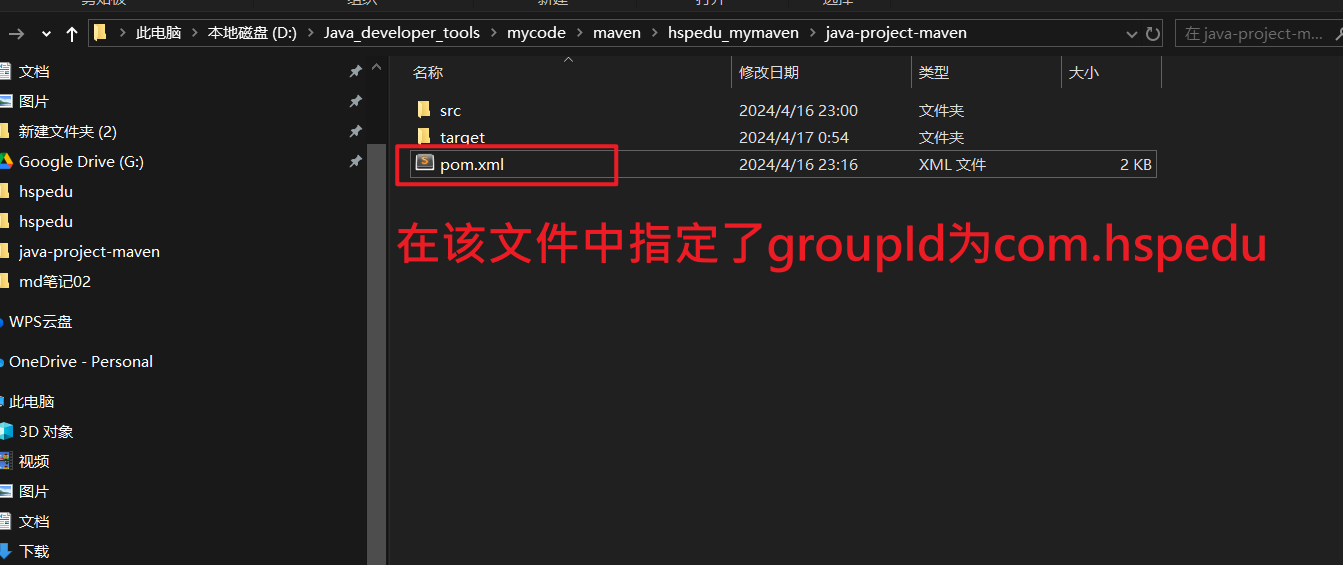 此电脑 本地磁盘 (D:) Java_developer_tools mycode maven hspedu_mymaven java-project-maven
在 java-project-m...
名称 修改日期 类型 大小
src 2024/4/16 23:00 文件夹
target 2024/4/17 0:54 文件夹
pom.xml 2024/4/16 23:16 XML 文件 2 KB
在该文件中指定了groupId为com.hspedu
文档
图片
新建文件夹 (2)
Google Drive (G:)
hspedu
hspedu
java-project-maven
md笔记02
WPS云盘
OneDrive - Personal
此电脑
3D 对象
视频
图片
文档
下载